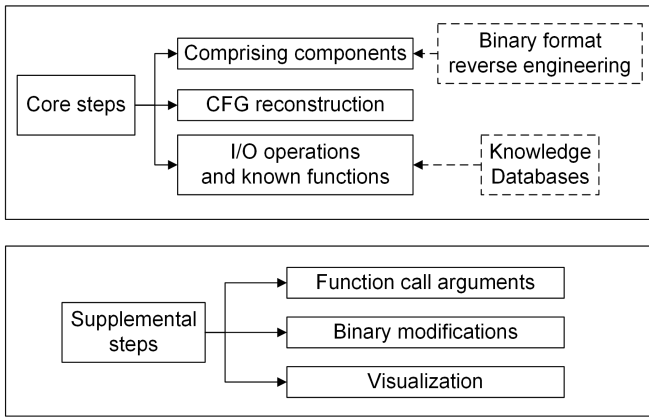 Core steps
Comprising components
Binary format
reverse engineering
CFG reconstruction
I/O operations
and known functions
Knowledge
Databases
Supplemental
steps
Function call arguments
Binary modifications
Visualization